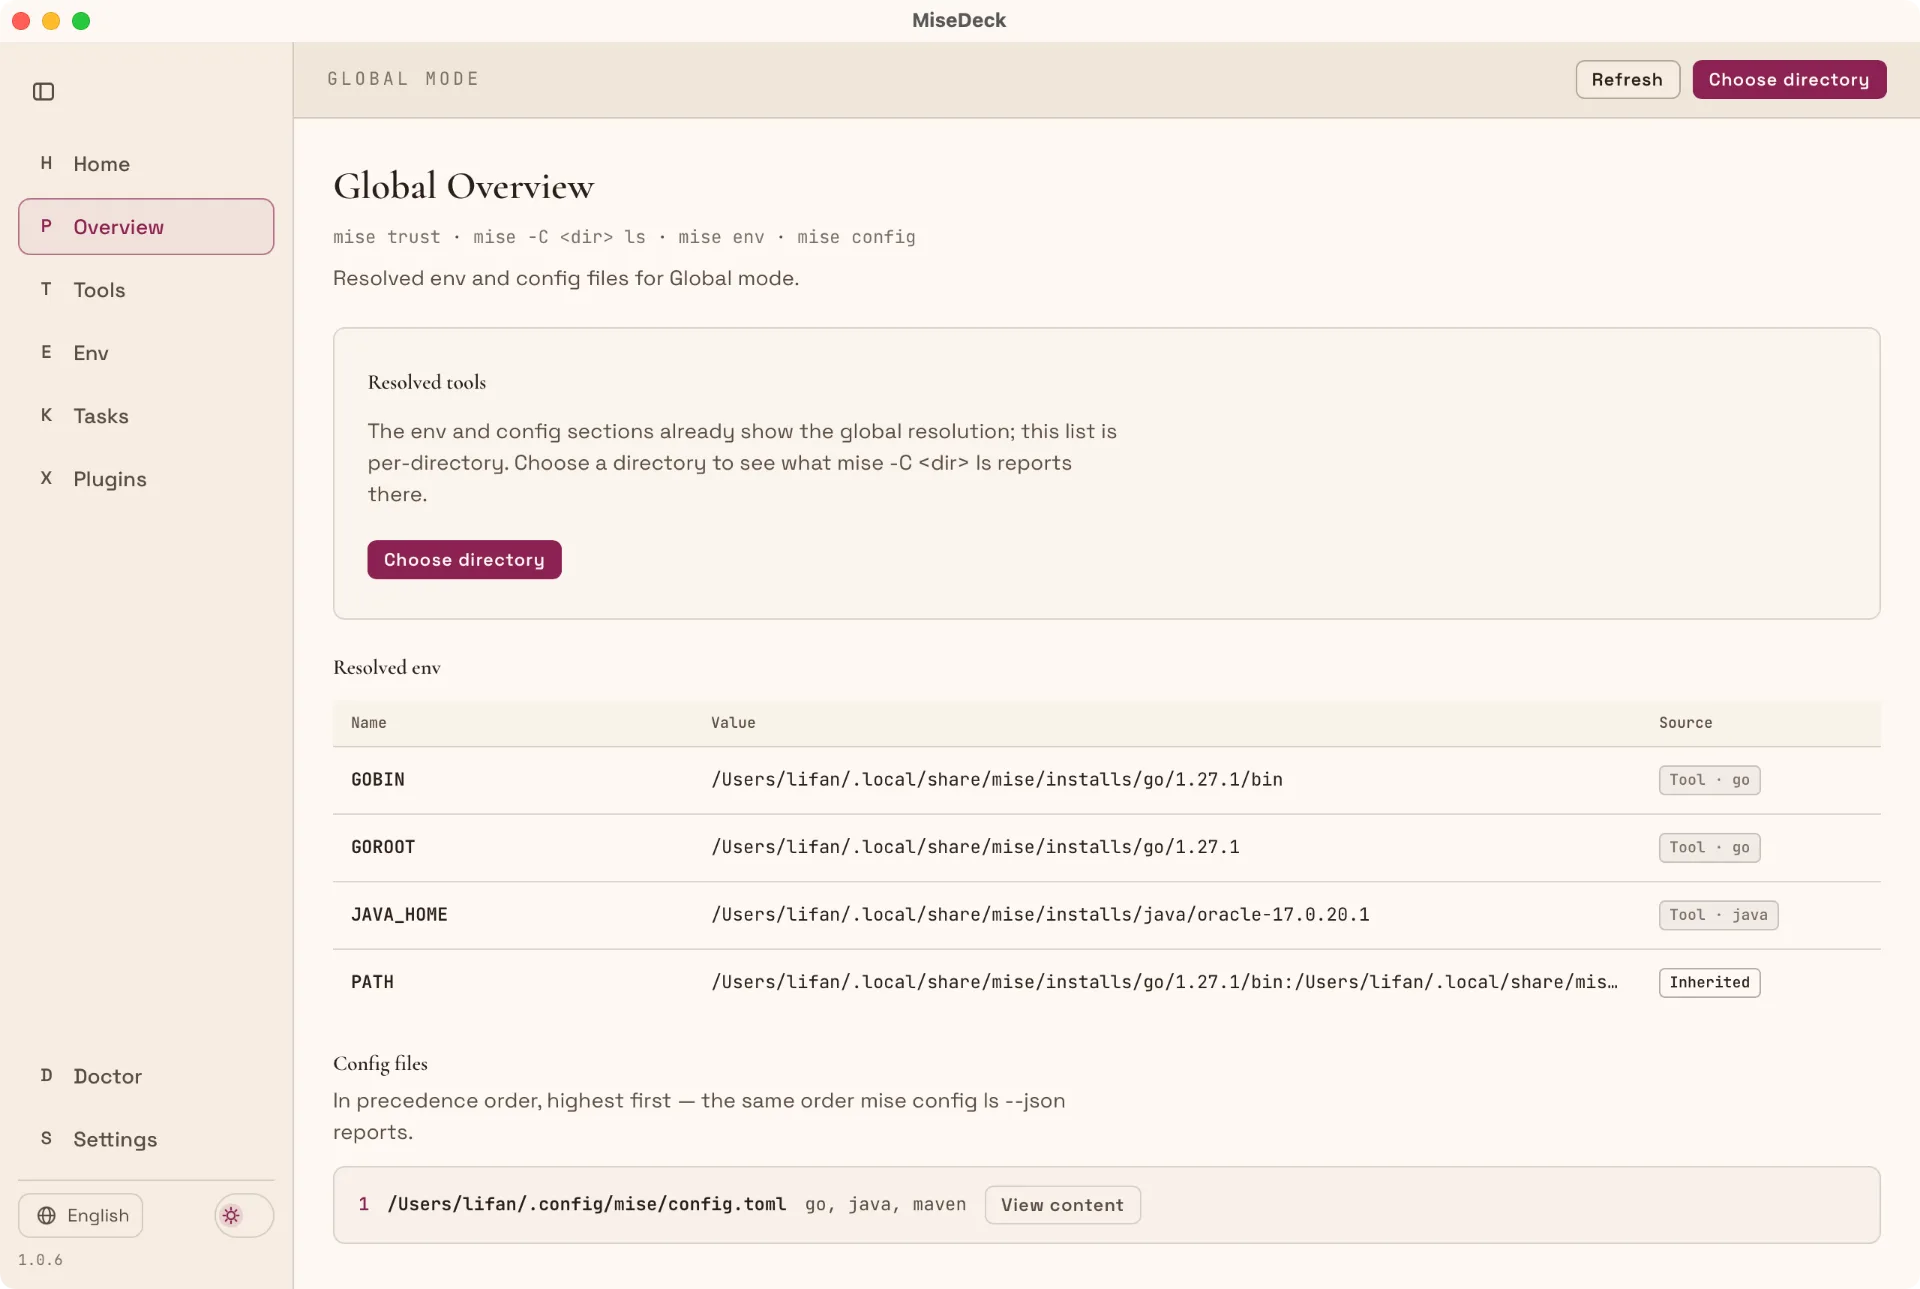 MiseDeck
GLOBAL MODE
Refresh
Choose directory
H Home
P Overview
T Tools
E Env
K Tasks
X Plugins
D Doctor
S Settings
English
1.0.6
Global Overview
mise trust · mise -C <dir> ls · mise env · mise config
Resolved env and config files for Global mode.
Resolved tools
The env and config sections already show the global resolution; this list is
per-directory. Choose a directory to see what mise -C <dir> ls reports
there.
Choose directory
Resolved env
Name Value Source
GOBIN /Users/lifan/.local/share/mise/installs/go/1.27.1/bin Tool · go
GOROOT /Users/lifan/.local/share/mise/installs/go/1.27.1 Tool · go
JAVA_HOME /Users/lifan/.local/share/mise/installs/java/oracle-17.0.20.1 Tool · java
PATH /Users/lifan/.local/share/mise/installs/go/1.27.1/bin:/Users/lifan/.local/share/mis… Inherited
Config files
In precedence order, highest first — the same order mise config ls --json
reports.
1 /Users/lifan/.config/mise/config.toml go, java, maven View content